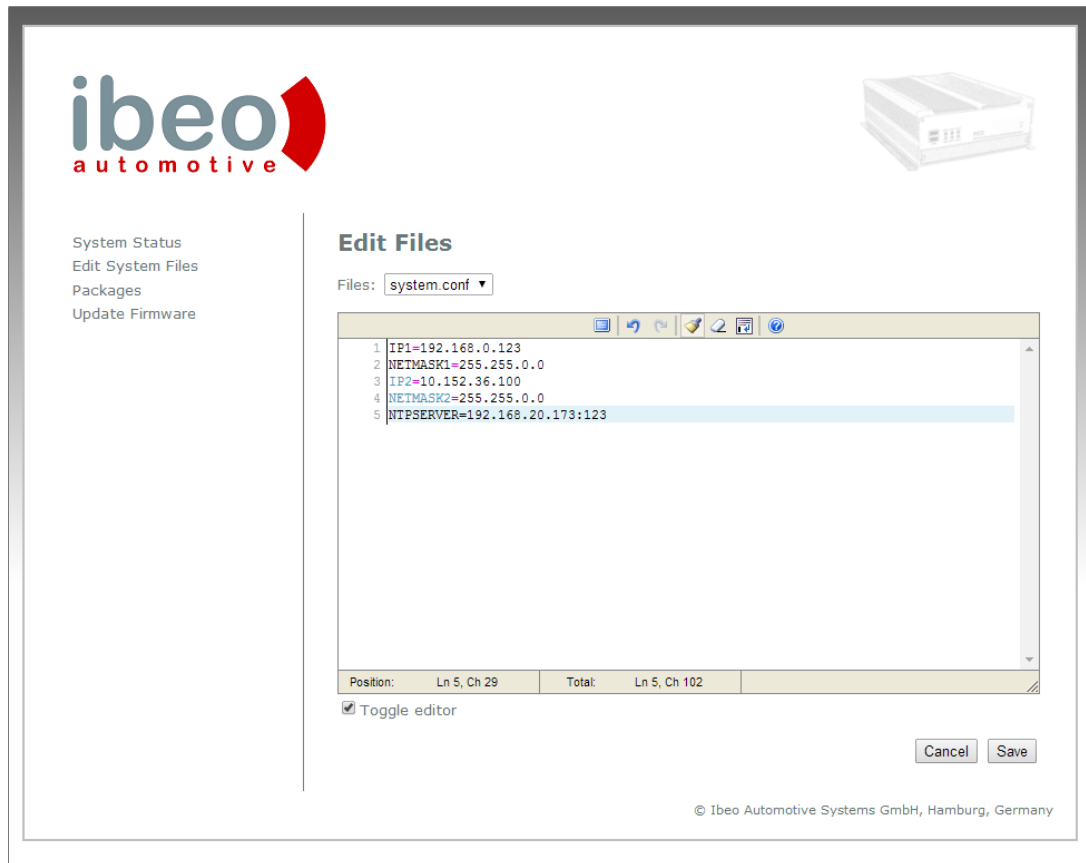 ibeo
automotive
System Status
Edit System Files
Packages
Update Firmware
Edit Files
Files: system.conf
1 IP1=192.168.0.123
2 NETMASK1=255.255.0.0
3 IP2=10.152.36.100
4 NETMASK2=255.255.0.0
5 NTPSERVER=192.168.20.173:123
Position: Ln 5, Ch 29 Total: Ln 5, Ch 102
Toggle editor
Cancel Save
© Ibeo Automotive Systems GmbH, Hamburg, Germany